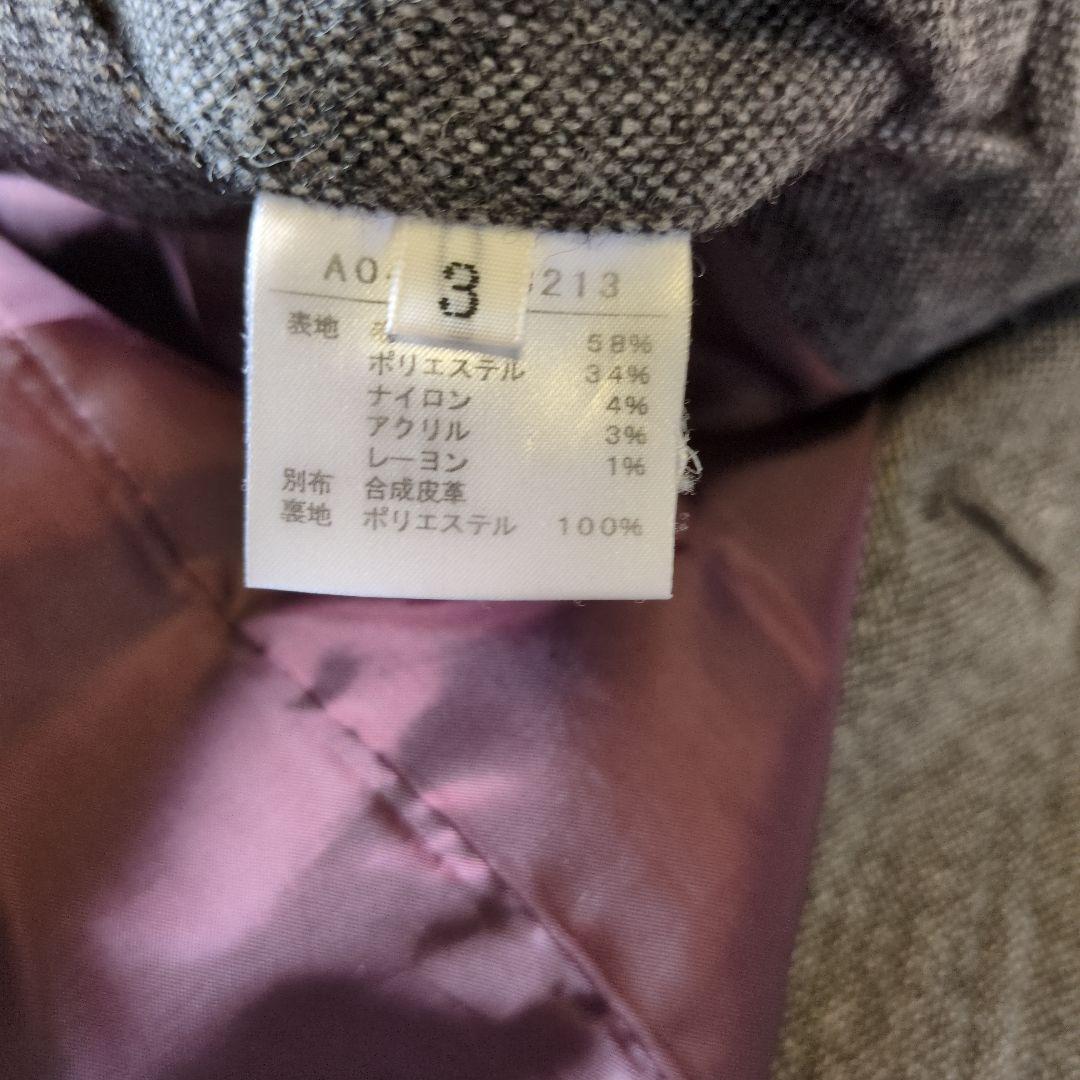 3
213
表地 58%
ポリエステル 34%
ナイロン 4%
アクリル 3%
レーヨン 1%
別布 合成皮革
裏地 ポリエステル 100%